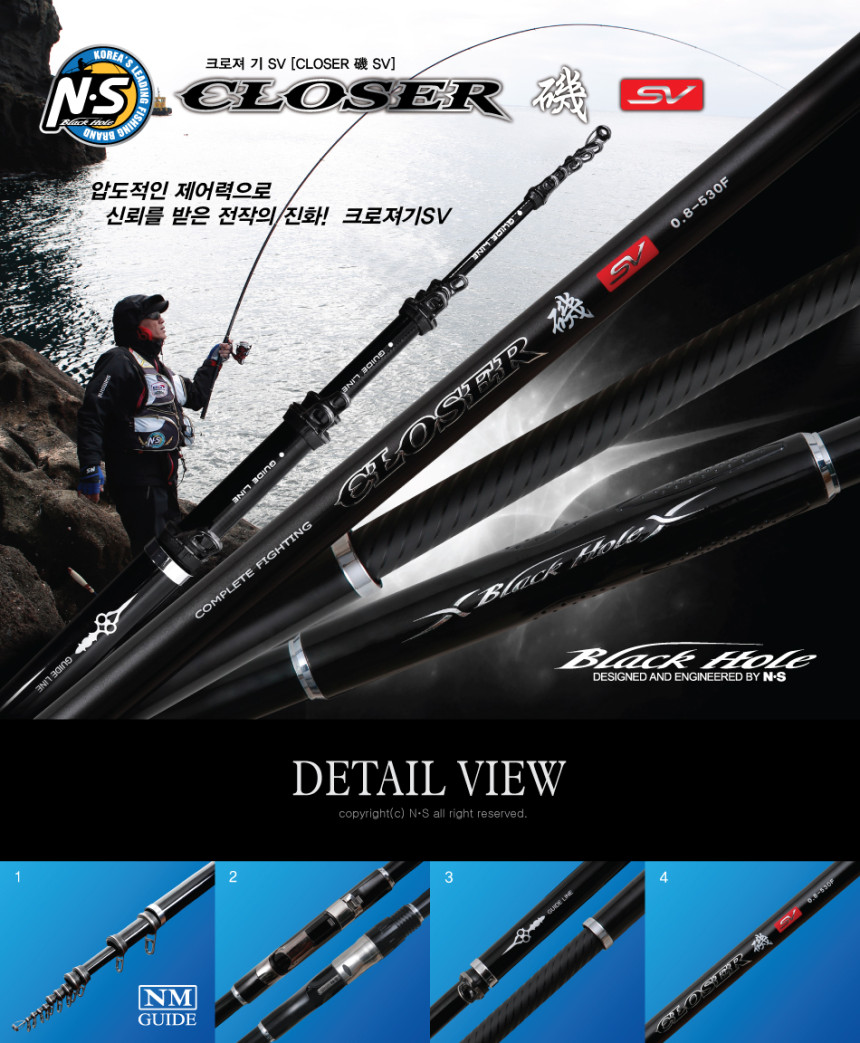 KOREA'S LEADING FISHING BRAND
N·S
Black Hole
크로져 기 SV [CLOSER 磯 SV]
CLOSER 磯 SV
압도적인 제어력으로
신뢰를 받은 전작의 진화! 크로져기SV
GUIDE LINE
GUIDE LINE
GUIDE LINE
GUIDE LINE
COMPLETE FIGHTING CLOSER 磯 SV 0.8-530F
Black Hole
N·S
Black Hole
DESIGNED AND ENGINEERED BY N·S
DETAIL VIEW
copyright(c) N·S all right reserved.
1
NM
GUIDE
2
3
GUIDE LINE
4
CLOSER 磯 SV 0.8-530F